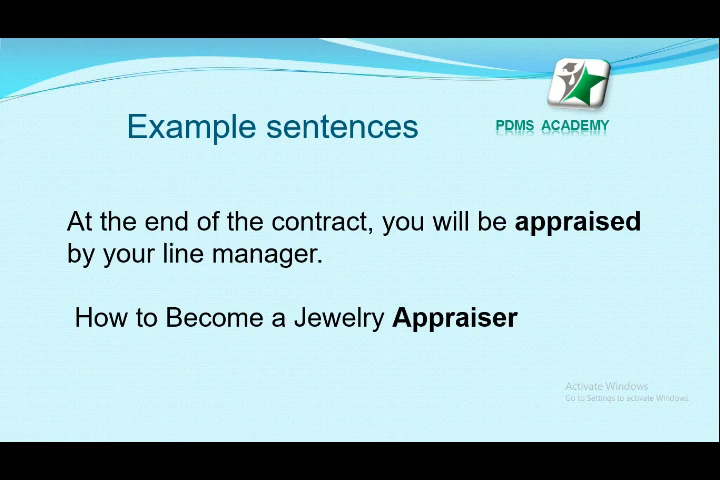 Example sentences
PDMS ACADEMY
At the end of the contract, you will be appraised
by your line manager.
How to Become a Jewelry Appraiser
Activate Windows
Go to Settings to activate Windows.